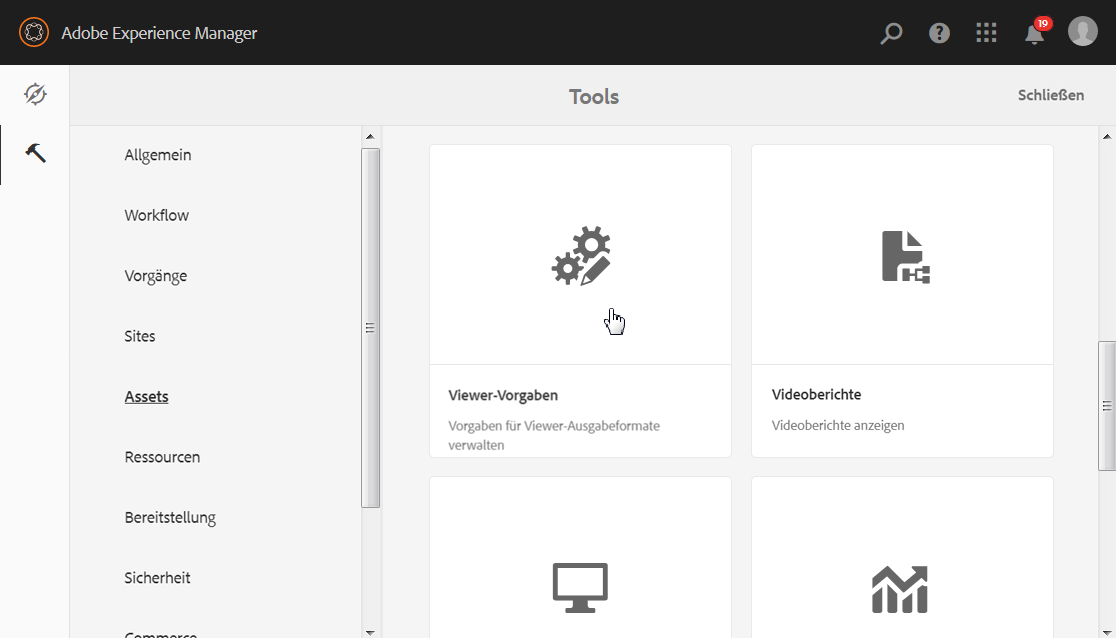 Adobe Experience Manager
19
Tools
Schließen
Allgemein
Workflow
Vorgänge
Sites
Assets
Ressourcen
Bereitstellung
Sicherheit
Commerce
Viewer-Vorgaben
Vorgaben für Viewer-Ausgabeformate
verwalten
Videoberichte
Videoberichte anzeigen